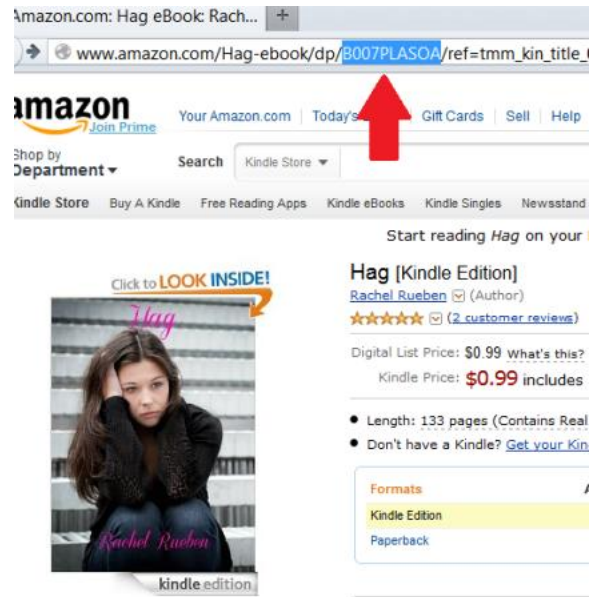 Amazon.com: Hag eBook: Rach... +
www.amazon.com/Hag-ebook/dp/B007PLASOA/ref=tmm_kin_title_
amazon
Join Prime
Your Amazon.com Today's Gift Cards Sell Help
Shop by
Department
Search Kindle Store
Kindle Store Buy A Kindle Free Reading Apps Kindle eBooks Kindle Singles Newsstand
Start reading Hag on your
Click to LOOK INSIDE!
Hag
Rachel Rueben
kindle edition
Hag [Kindle Edition]
Rachel Rueben (Author)
(2 customer reviews)
Digital List Price: $0.99 What's this?
Kindle Price: $0.99 includes
Length: 133 pages (Contains Real
Don't have a Kindle? Get your Kin
Formats
Kindle Edition
Paperback